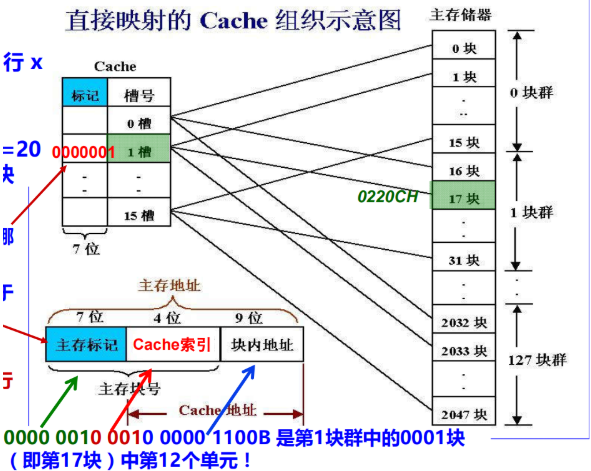 直接映射的 Cache 组织示意图
主存储器
行 x
Cache
标记 槽号
0 槽
=20 0000001 1 槽
块
- -
- -
15 槽
7 位
0 块
1 块
0 块群
15 块
16 块
0220CH 17 块
1 块群
31 块
2032 块
2033 块
127 块群
2047 块
主存地址
7 位 4 位 9 位
主存标记 Cache索引 块内地址
主存块号
Cache 地址
行
0000 0010 0010 0000 1100B 是第1块群中的0001块
（即第17块）中第12个单元！